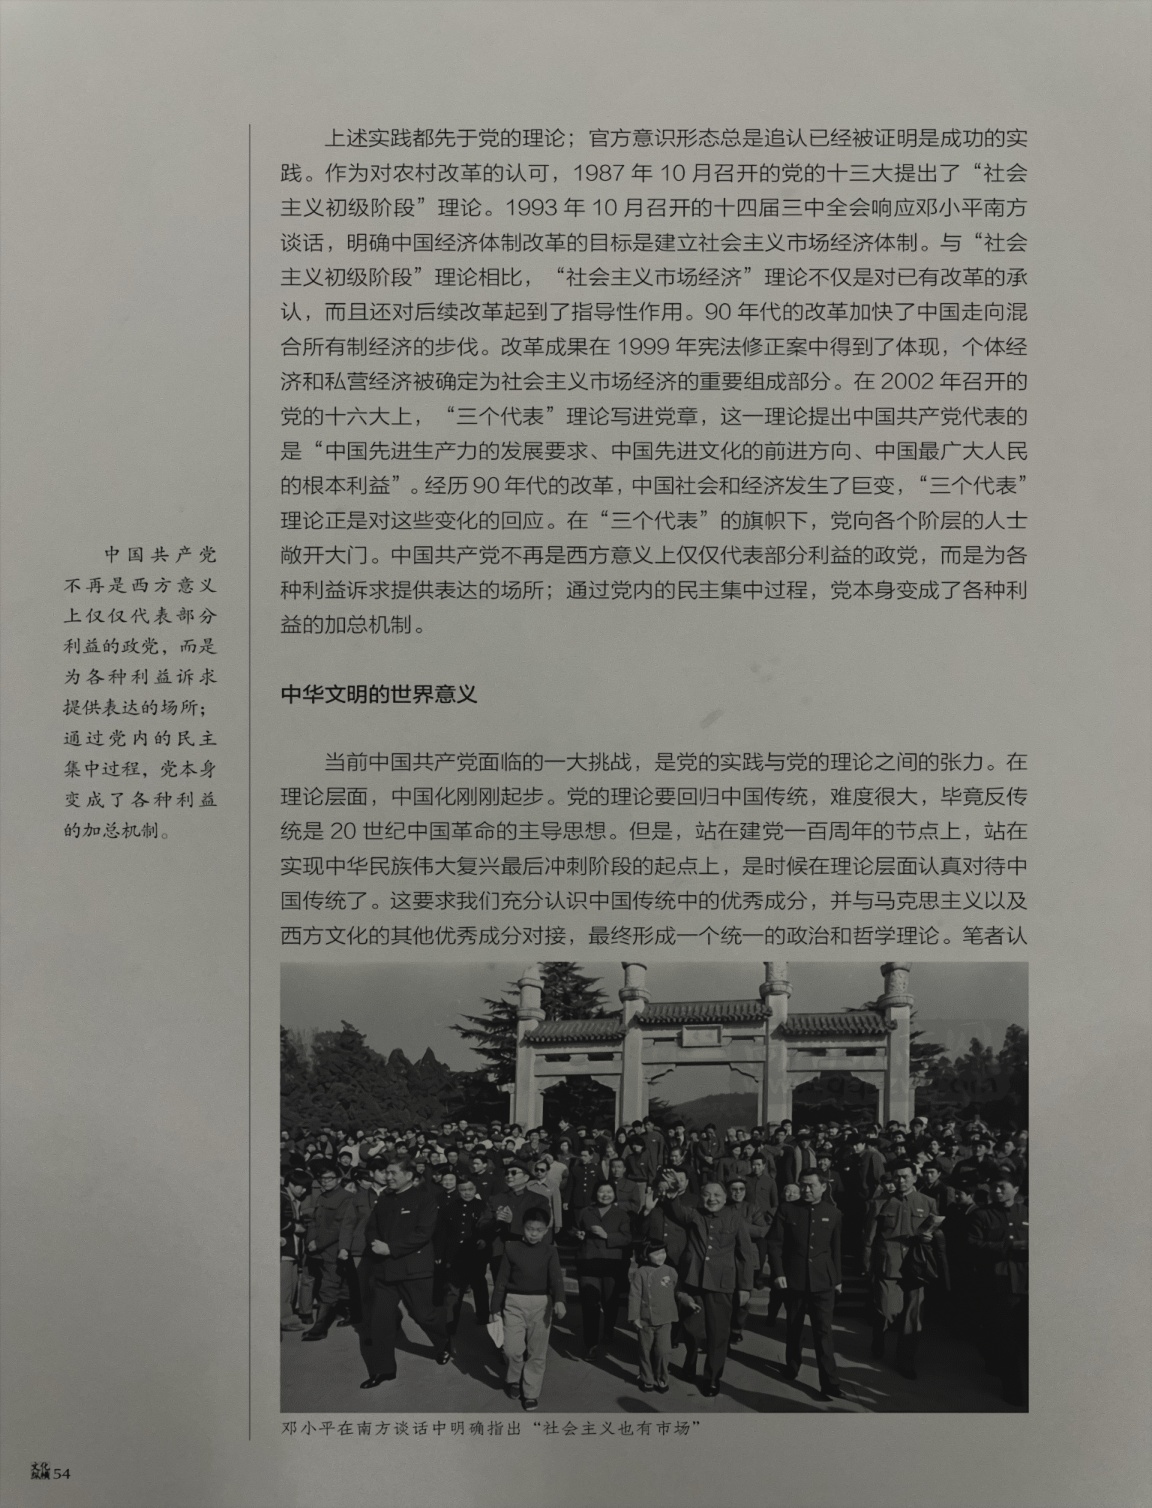 上述实践都先于党的理论；官方意识形态总是追认已经被证明是成功的实
践。作为对农村改革的认可，1987 年 10 月召开的党的十三大提出了“社会
主义初级阶段”理论。1993 年 10 月召开的十四届三中全会响应邓小平南方
谈话，明确中国经济体制改革的目标是建立社会主义市场经济体制。与“社会
主义初级阶段”理论相比，“社会主义市场经济”理论不仅是对已有改革的承
认，而且还对后续改革起到了指导性作用。90 年代的改革加快了中国走向混
合所有制经济的步伐。改革成果在 1999 年宪法修正案中得到了体现，个体经
济和私营经济被确定为社会主义市场经济的重要组成部分。在 2002 年召开的
党的十六大上，“三个代表”理论写进党章，这一理论提出中国共产党代表的
是“中国先进生产力的发展要求、中国先进文化的前进方向、中国最广大人民
的根本利益”。经历 90 年代的改革，中国社会和经济发生了巨变，“三个代表”
理论正是对这些变化的回应。在“三个代表”的旗帜下，党向各个阶层的人士
敞开大门。中国共产党不再是西方意义上仅仅代表部分利益的政党，而是为各
种利益诉求提供表达的场所；通过党内的民主集中过程，党本身变成了各种利
益的加总机制。
中国共产党
不再是西方意义
上仅仅代表部分
利益的政党，而是
为各种利益诉求
提供表达的场所；
通过党内的民主
集中过程，党本身
变成了各种利益
的加总机制。
中华文明的世界意义
当前中国共产党面临的一大挑战，是党的实践与党的理论之间的张力。在
理论层面，中国化刚刚起步。党的理论要回归中国传统，难度很大，毕竟反传
统是 20 世纪中国革命的主导思想。但是，站在建党一百周年的节点上，站在
实现中华民族伟大复兴最后冲刺阶段的起点上，是时候在理论层面认真对待中
国传统了。这要求我们充分认识中国传统中的优秀成分，并与马克思主义以及
西方文化的其他优秀成分对接，最终形成一个统一的政治和哲学理论。笔者认
邓小平在南方谈话中明确指出“社会主义也有市场”
文化
纵横 54